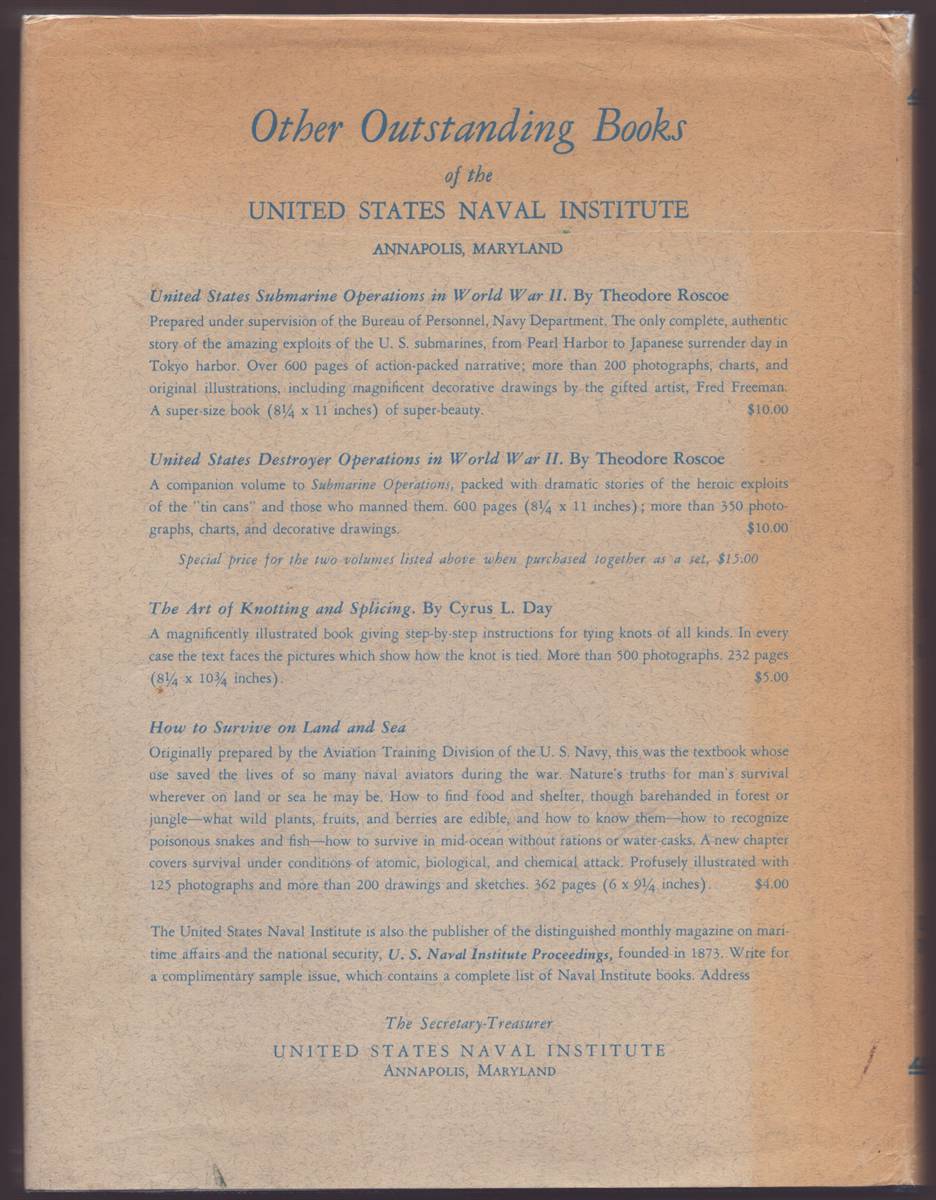 Other Outstanding Books
of the
UNITED STATES NAVAL INSTITUTE
ANNAPOLIS, MARYLAND
United States Submarine Operations in World War II. By Theodore Roscoe
Prepared under supervision of the Bureau of Personnel, Navy Department. The only complete, authentic
story of the amazing exploits of the U. S. submarines, from Pearl Harbor to Japanese surrender day in
Tokyo harbor. Over 600 pages of action-packed narrative; more than 200 photographs, charts, and
original illustrations, including magnificent decorative drawings by the gifted artist, Fred Freeman.
A super-size book (8¼ x 11 inches) of super-beauty. $10.00
United States Destroyer Operations in World War II. By Theodore Roscoe
A companion volume to Submarine Operations, packed with dramatic stories of the heroic exploits
of the "tin cans" and those who manned them. 600 pages (8¼ x 11 inches); more than 350 photo-
graphs, charts, and decorative drawings. $10.00
Special price for the two volumes listed above when purchased together as a set, $15.00
The Art of Knotting and Splicing. By Cyrus L. Day
A magnificently illustrated book giving step-by-step instructions for tying knots of all kinds. In every
case the text faces the pictures which show how the knot is tied. More than 500 photographs. 232 pages
(8¼ x 10¾ inches). $5.00
How to Survive on Land and Sea
Originally prepared by the Aviation Training Division of the U. S. Navy, this was the textbook whose
use saved the lives of so many naval aviators during the war. Nature's truths for man's survival
wherever on land or sea he may be. How to find food and shelter, though barehanded in forest or
jungle—what wild plants, fruits, and berries are edible, and how to know them—how to recognize
poisonous snakes and fish—how to survive in mid-ocean without rations or water-casks. A new chapter
covers survival under conditions of atomic, biological, and chemical attack. Profusely illustrated with
125 photographs and more than 200 drawings and sketches. 362 pages (6 x 9¼ inches). $4.00
The United States Naval Institute is also the publisher of the distinguished monthly magazine on mari-
time affairs and the national security, U. S. Naval Institute Proceedings, founded in 1873. Write for
a complimentary sample issue, which contains a complete list of Naval Institute books. Address
The Secretary-Treasurer
UNITED STATES NAVAL INSTITUTE
ANNAPOLIS, MARYLAND